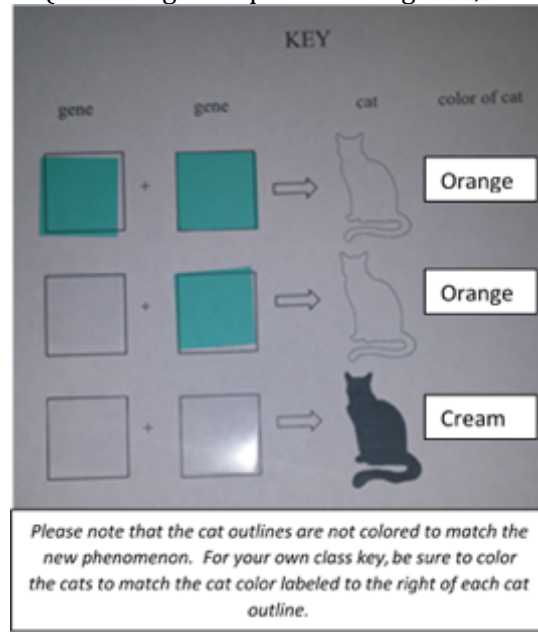 KEY
gene gene cat color of cat
+ Orange
+ Orange
+ Cream
Please note that the cat outlines are not colored to match the
new phenomenon. For your own class key, be sure to color
the cats to match the cat color labeled to the right of each cat
outline.